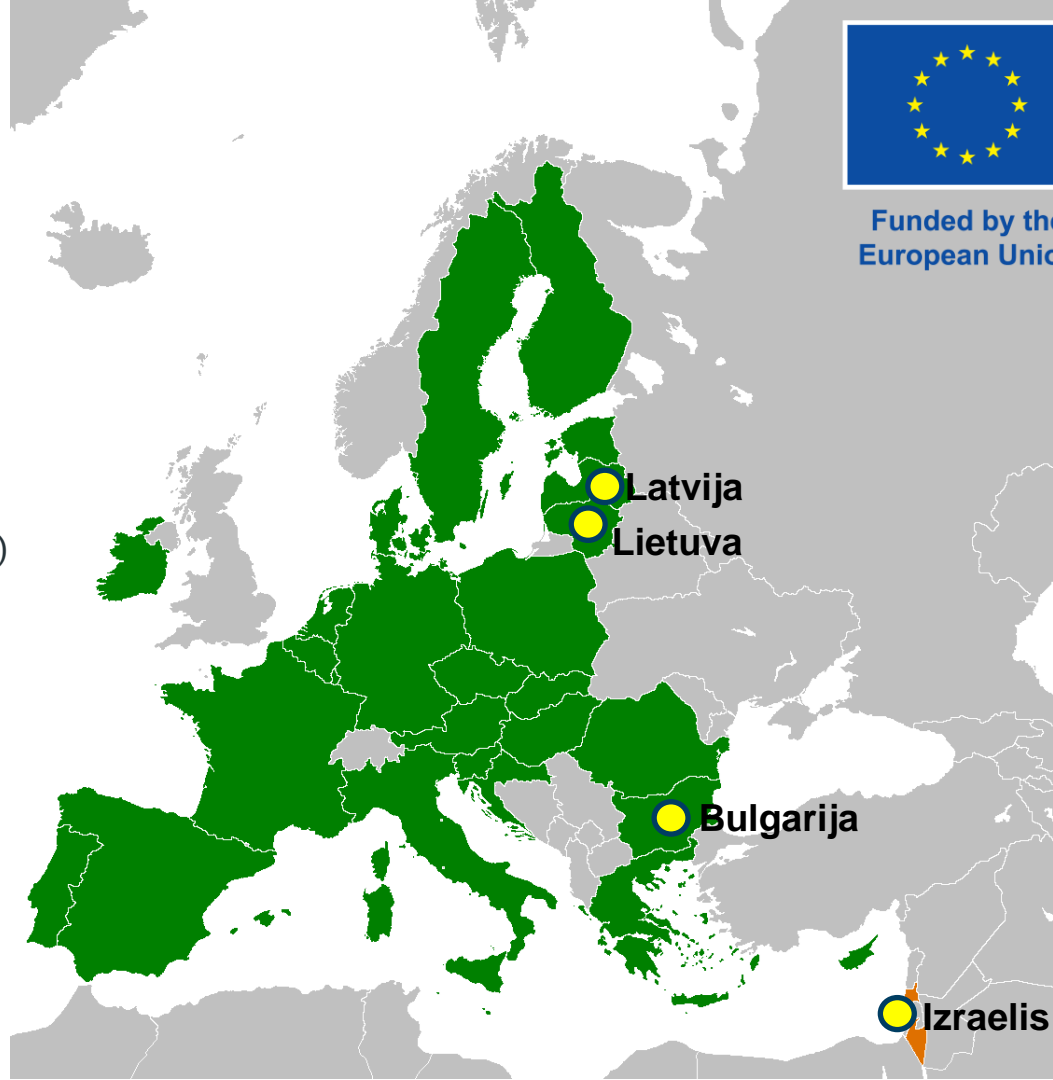 Funded by the
European Unio
Latvija
)
Lietuva
Bulgarija
Izraelis